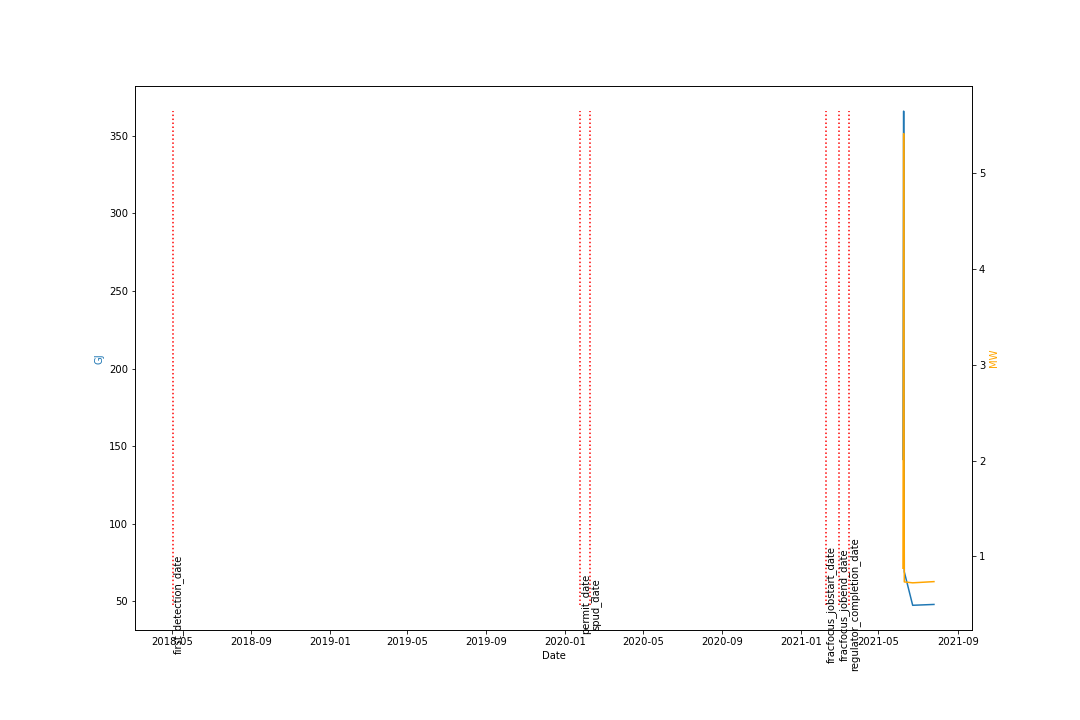 350
300
250
200
150
100
50
GJ
5
4
3
2
1
MW
first_detection_date
permit_date
spud_date
fracfocus_jobstart_date
fracfocus_jobend_date
regulator_completion_date
2018-05
2018-09
2019-01
2019-05
2019-09
2020-01
2020-05
2020-09
2021-01
2021-05
2021-09
Date